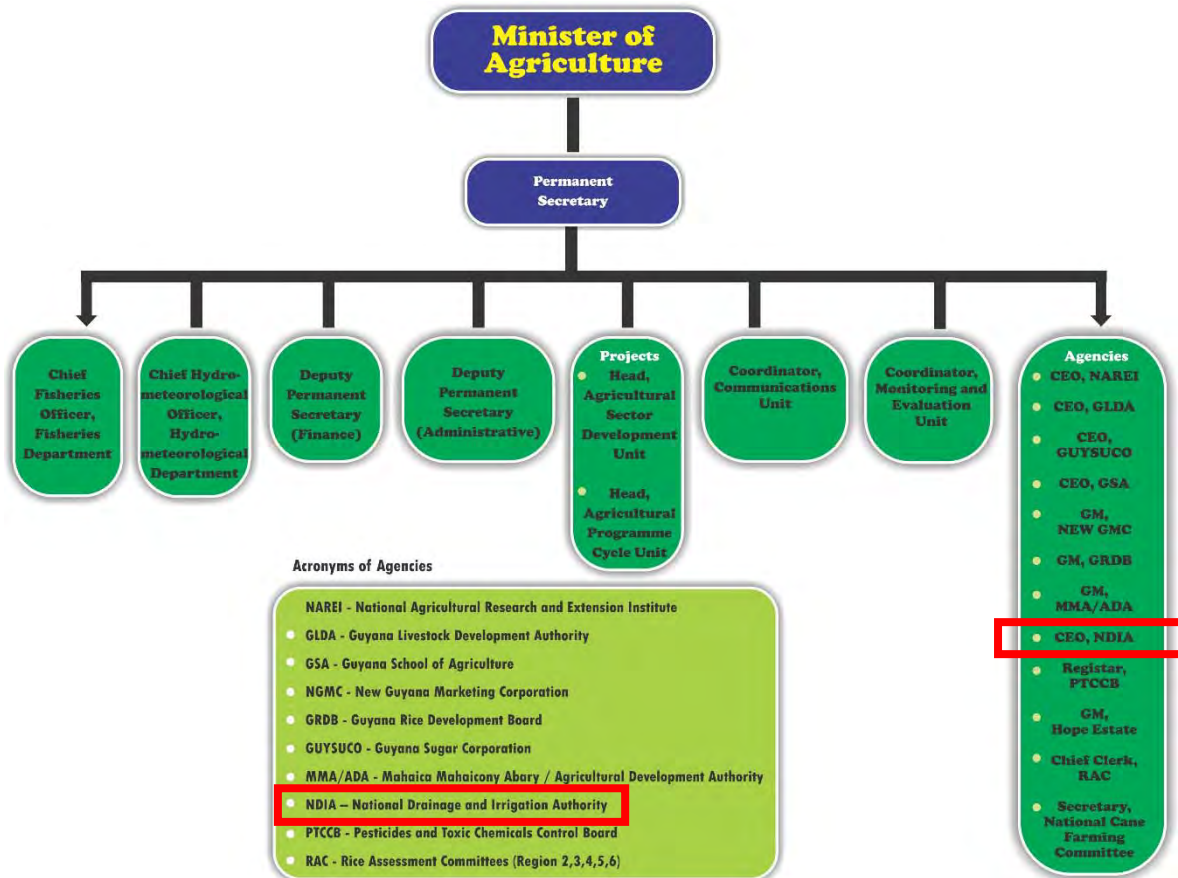 Minister of
Agriculture
Permanent
Secretary
Chief
Fisheries
Officer,
Fisheries
Department
Chief Hydro-
meteorological
Officer,
Hydro-
meteorological
Department
Deputy
Permanent
Secretary
(Finance)
Deputy
Permanent
Secretary
(Administrative)
Projects
Head,
Agricultural
Sector
Development
Unit
Head,
Agricultural
Programme
Cycle Unit
Coordinator,
Communications
Unit
Coordinator,
Monitoring and
Evaluation
Unit
Agencies
CEO, NAREI
CEO, GLDA
CEO,
GUYSUCO
CEO, GSA
GM,
NEW GMC
GM, GRDB
GM,
MMA/ADA
CEO, NDIA
Registar,
PTCCB
GM,
Hope Estate
Chief Clerk,
RAC
Secretary,
National Cane
Farming
Committee
Acronyms of Agencies
NAREI - National Agricultural Research and Extension Institute
GLDA - Guyana Livestock Development Authority
GSA - Guyana School of Agriculture
NGMC - New Guyana Marketing Corporation
GRDB - Guyana Rice Development Board
GUYSUCO - Guyana Sugar Corporation
MMA/ADA - Mahaica Mahaicony Abary / Agricultural Development Authority
NDIA – National Drainage and Irrigation Authority
PTCCB - Pesticides and Toxic Chemicals Control Board
RAC - Rice Assessment Committees (Region 2,3,4,5,6)